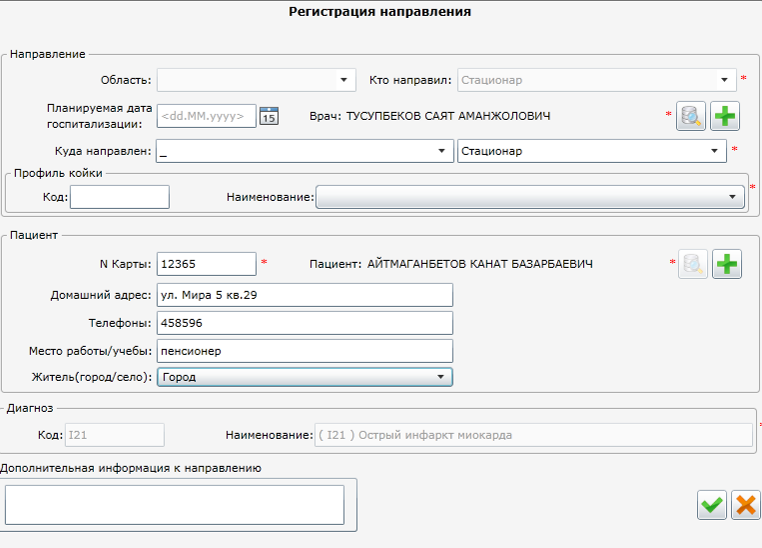 Регистрация направления
Направление
Область: Кто направил: Стационар *
Планируемая дата госпитализации: <dd.MM.yyyy> 15 Врач: ТУСУПБЕКОВ САЯТ АМАНЖОЛОВИЧ *
Куда направлен: _ Стационар *
Профиль койки
Код: Наименование: *
Пациент
N Карты: 12365 * Пациент: АЙТМАГАНБЕТОВ КАНАТ БАЗАРБАЕВИЧ *
Домашний адрес: ул. Мира 5 кв.29
Телефоны: 458596
Место работы/учебы: пенсионер
Житель(город/село): Город
Диагноз
Код: I21 Наименование: ( I21 ) Острый инфаркт миокарда *
Дополнительная информация к направлению